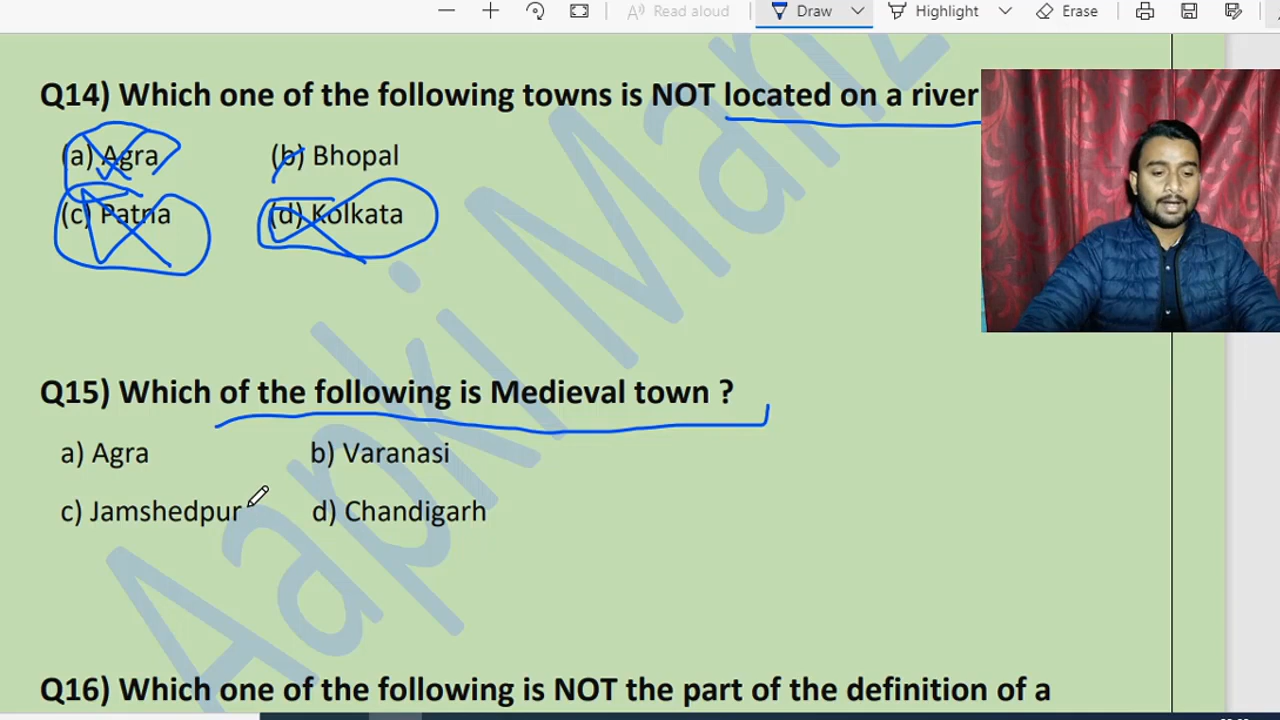 Read aloud Draw Highlight Erase
Q14) Which one of the following towns is NOT located on a river
(a) Agra (b) Bhopal
(c) Patna (d) Kolkata
Q15) Which of the following is Medieval town ?
a) Agra b) Varanasi
c) Jamshedpur d) Chandigarh
Q16) Which one of the following is NOT the part of the definition of a
Aapki Manz